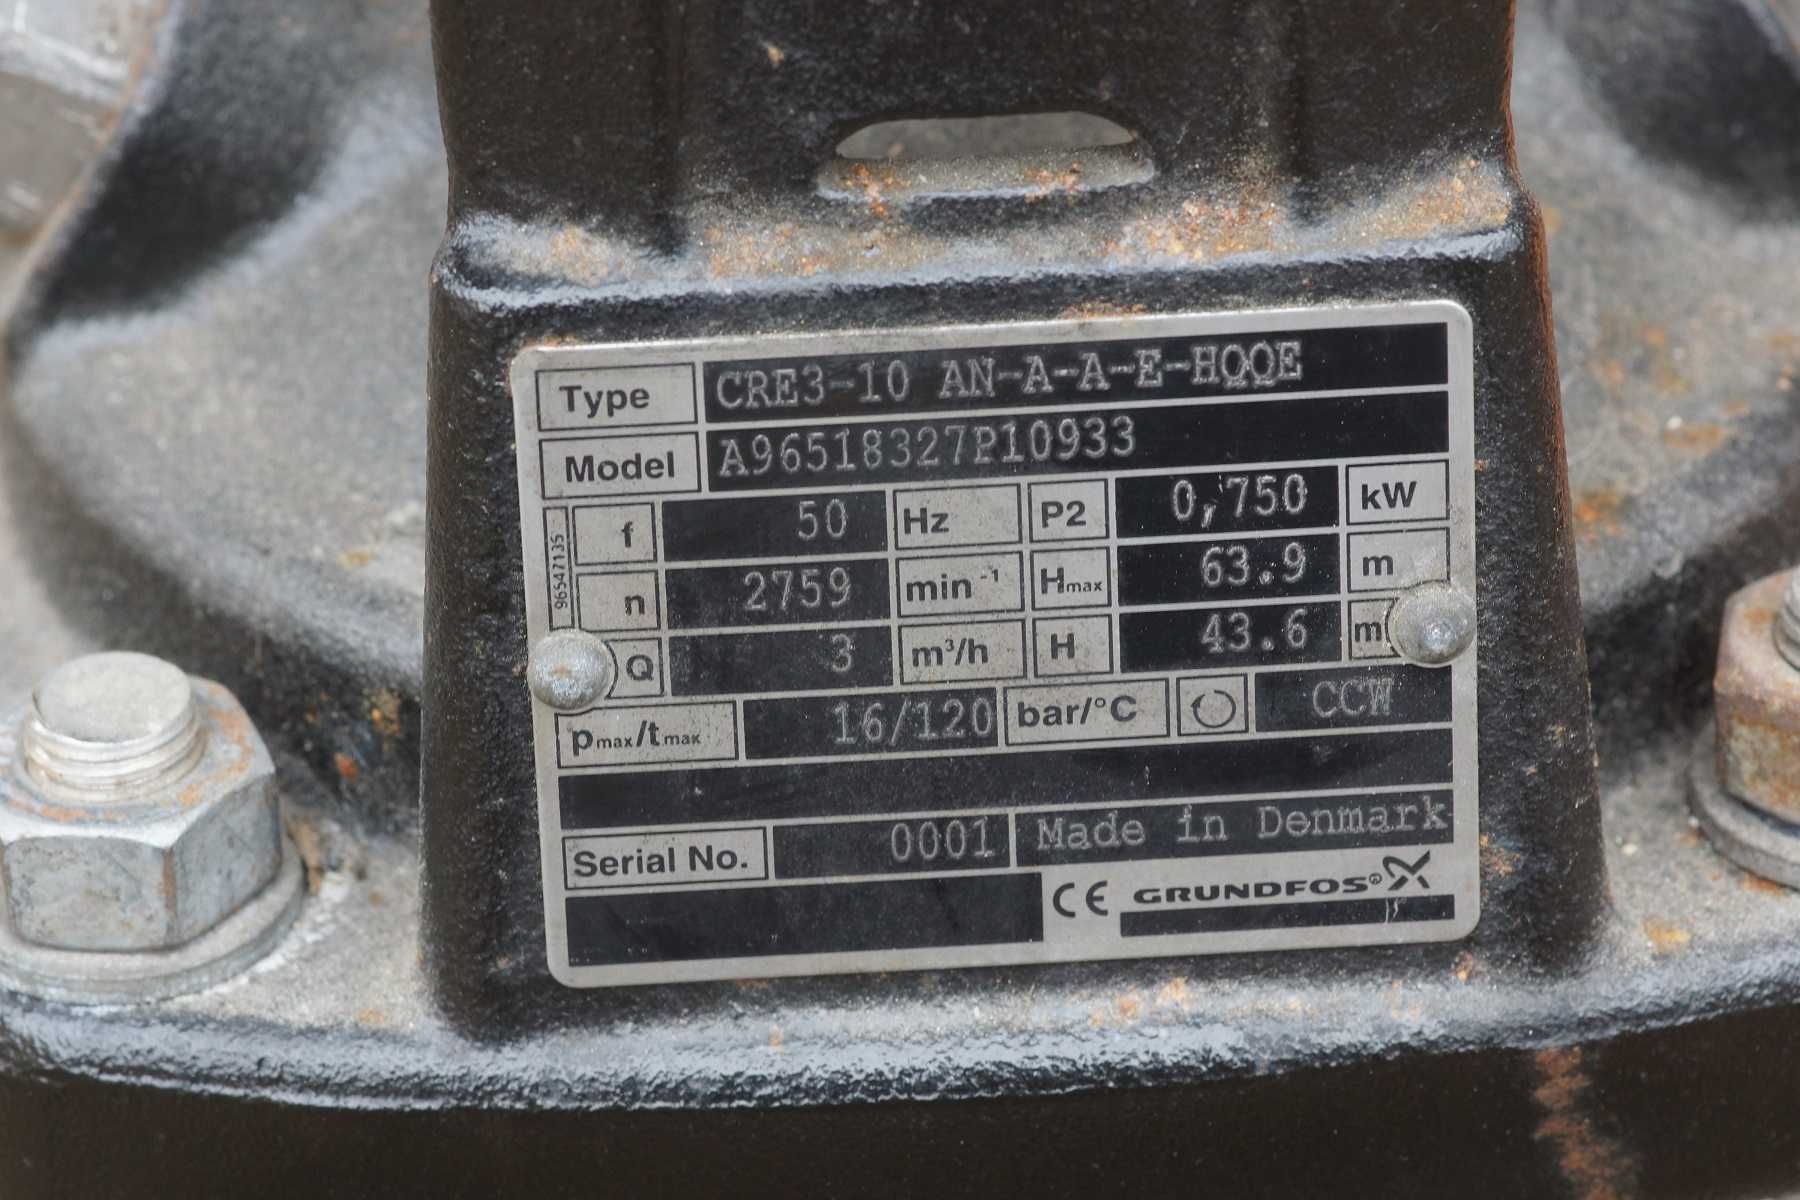 Type CRE3-10 AN-A-A-E-HQQE
Model A96518327P10933
96547135
f 50 Hz P2 0,750 kW
n 2759 min⁻¹ Hmax 63.9 m
Q 3 m³/h H 43.6 m
pmax/tmax 16/120 bar/°C CCW
Serial No. 0001 Made in Denmark
CE GRUNDFOS®